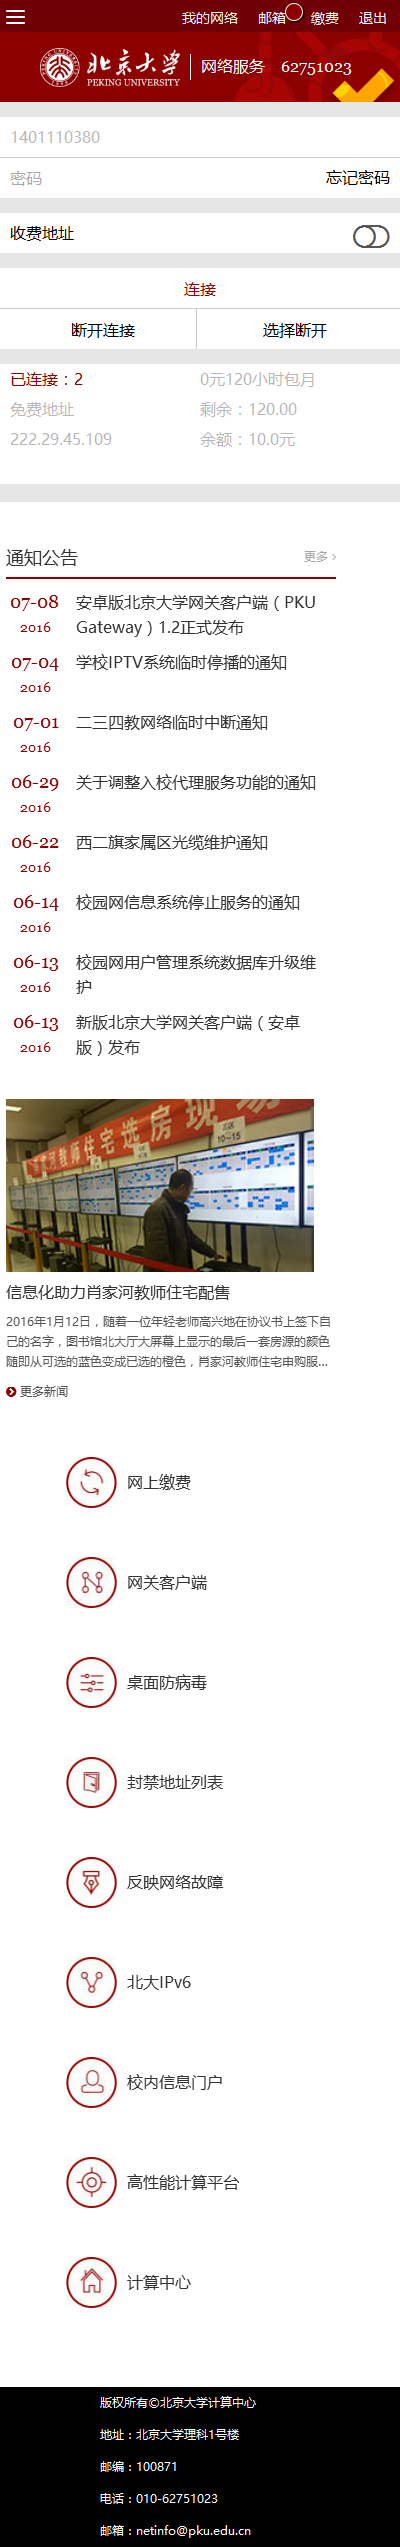 我的网络 邮箱 缴费 退出
北京大学 PEKING UNIVERSITY 网络服务 62751023
1401110380
密码 忘记密码
收费地址
连接
断开连接 选择断开
已连接：2 0元120小时包月
免费地址 剩余：120.00
222.29.45.109 余额：10.0元
通知公告 更多
07-08 安卓版北京大学网关客户端（PKU
2016 Gateway）1.2正式发布
07-04 学校IPTV系统临时停播的通知
2016
07-01 二三四教网络临时中断通知
2016
06-29 关于调整入校代理服务功能的通知
2016
06-22 西二旗家属区光缆维护通知
2016
06-14 校园网信息系统停止服务的通知
2016
06-13 校园网用户管理系统数据库升级维
2016 护
06-13 新版北京大学网关客户端（安卓
2016 版）发布
河教师住宅选房现场
10~15
信息化助力肖家河教师住宅配售
2016年1月12日，随着一位年轻老师高兴地在协议书上签下自
己的名字，图书馆北大厅大屏幕上显示的最后一套房源的颜色
随即从可选的蓝色变成已选的橙色，肖家河教师住宅申购服...
更多新闻
网上缴费
网关客户端
桌面防病毒
封禁地址列表
反映网络故障
北大IPv6
校内信息门户
高性能计算平台
计算中心
版权所有©北京大学计算中心
地址：北京大学理科1号楼
邮编：100871
电话：010-62751023
邮箱：netinfo@pku.edu.cn